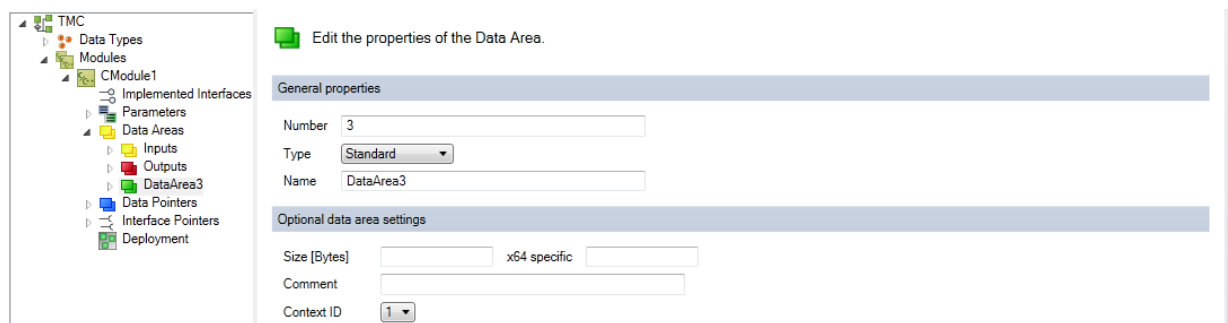 TMC
Data Types
Modules
CModule1
Implemented Interfaces
Parameters
Data Areas
Inputs
Outputs
DataArea3
Data Pointers
Interface Pointers
Deployment
Edit the properties of the Data Area.
General properties
Number 3
Type Standard
Name DataArea3
Optional data area settings
Size [Bytes] x64 specific
Comment
Context ID 1